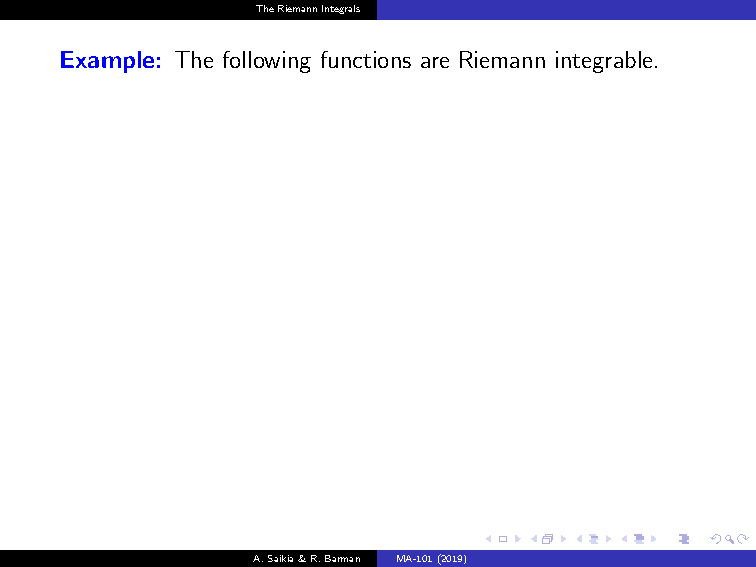 The Riemann Integrals
Example: The following functions are Riemann integrable.
A. Saikia & R. Barman MA-101 (2019)